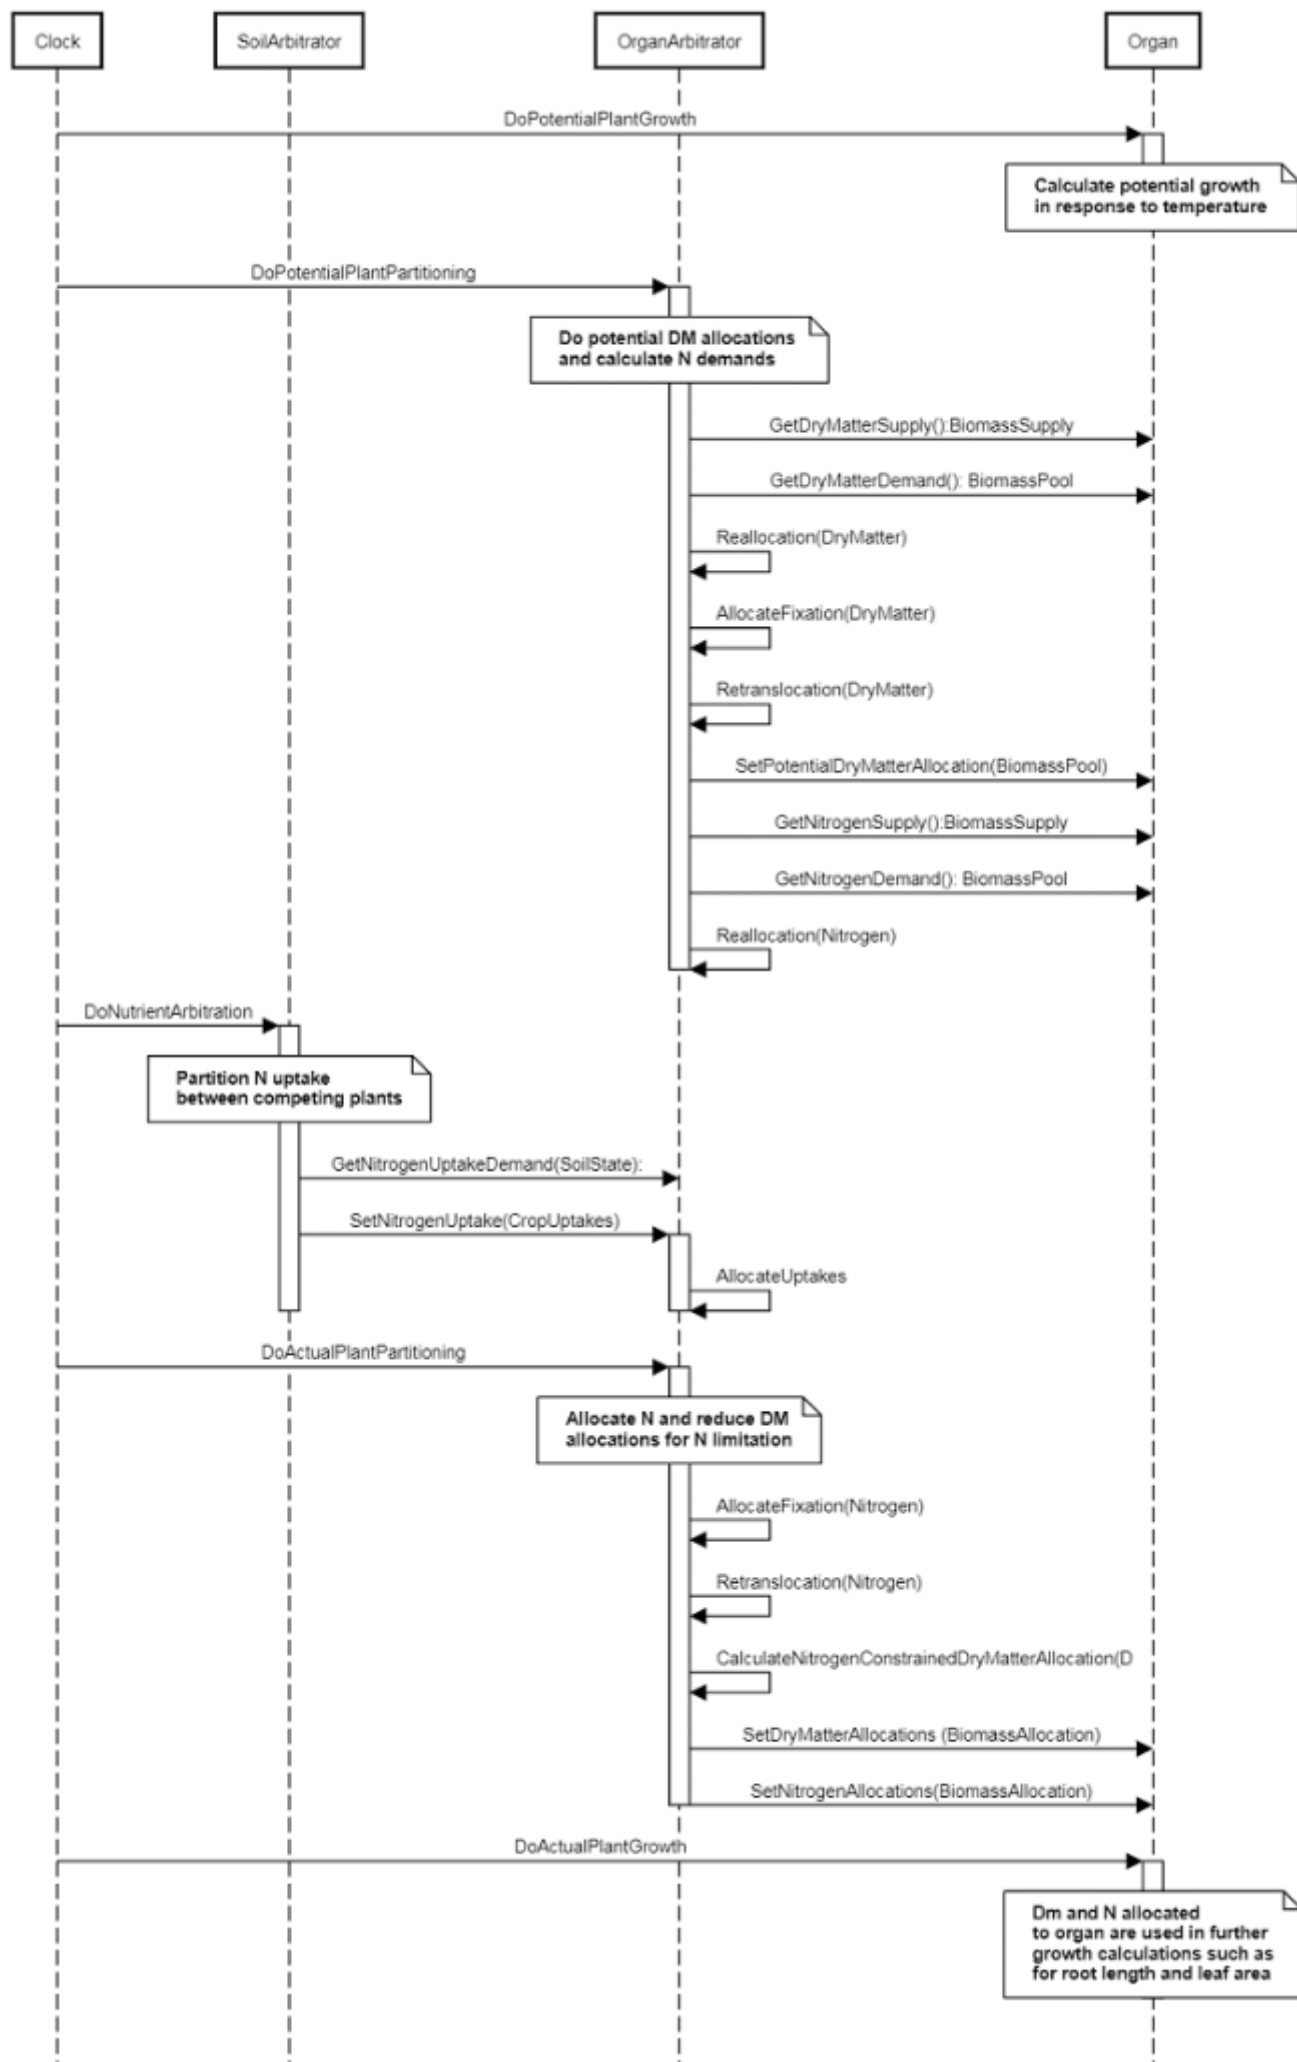 Clock
SoilArbitrator
OrganArbitrator
Organ
DoPotentialPlantGrowth
Calculate potential growth
in response to temperature
DoPotentialPlantPartitioning
Do potential DM allocations
and calculate N demands
GetDryMatterSupply():BiomassSupply
GetDryMatterDemand(): BiomassPool
Reallocation(DryMatter)
AllocateFixation(DryMatter)
Retranslocation(DryMatter)
SetPotentialDryMatterAllocation(BiomassPool)
GetNitrogenSupply():BiomassSupply
GetNitrogenDemand(): BiomassPool
Reallocation(Nitrogen)
DoNutrientArbitration
Partition N uptake
between competing plants
GetNitrogenUptakeDemand(SoilState):
SetNitrogenUptake(CropUptakes)
AllocateUptakes
DoActualPlantPartitioning
Allocate N and reduce DM
allocations for N limitation
AllocateFixation(Nitrogen)
Retranslocation(Nitrogen)
CalculateNitrogenConstrainedDryMatterAllocation(D
SetDryMatterAllocations (BiomassAllocation)
SetNitrogenAllocations(BiomassAllocation)
DoActualPlantGrowth
Dm and N allocated
to organ are used in further
growth calculations such as
for root length and leaf area